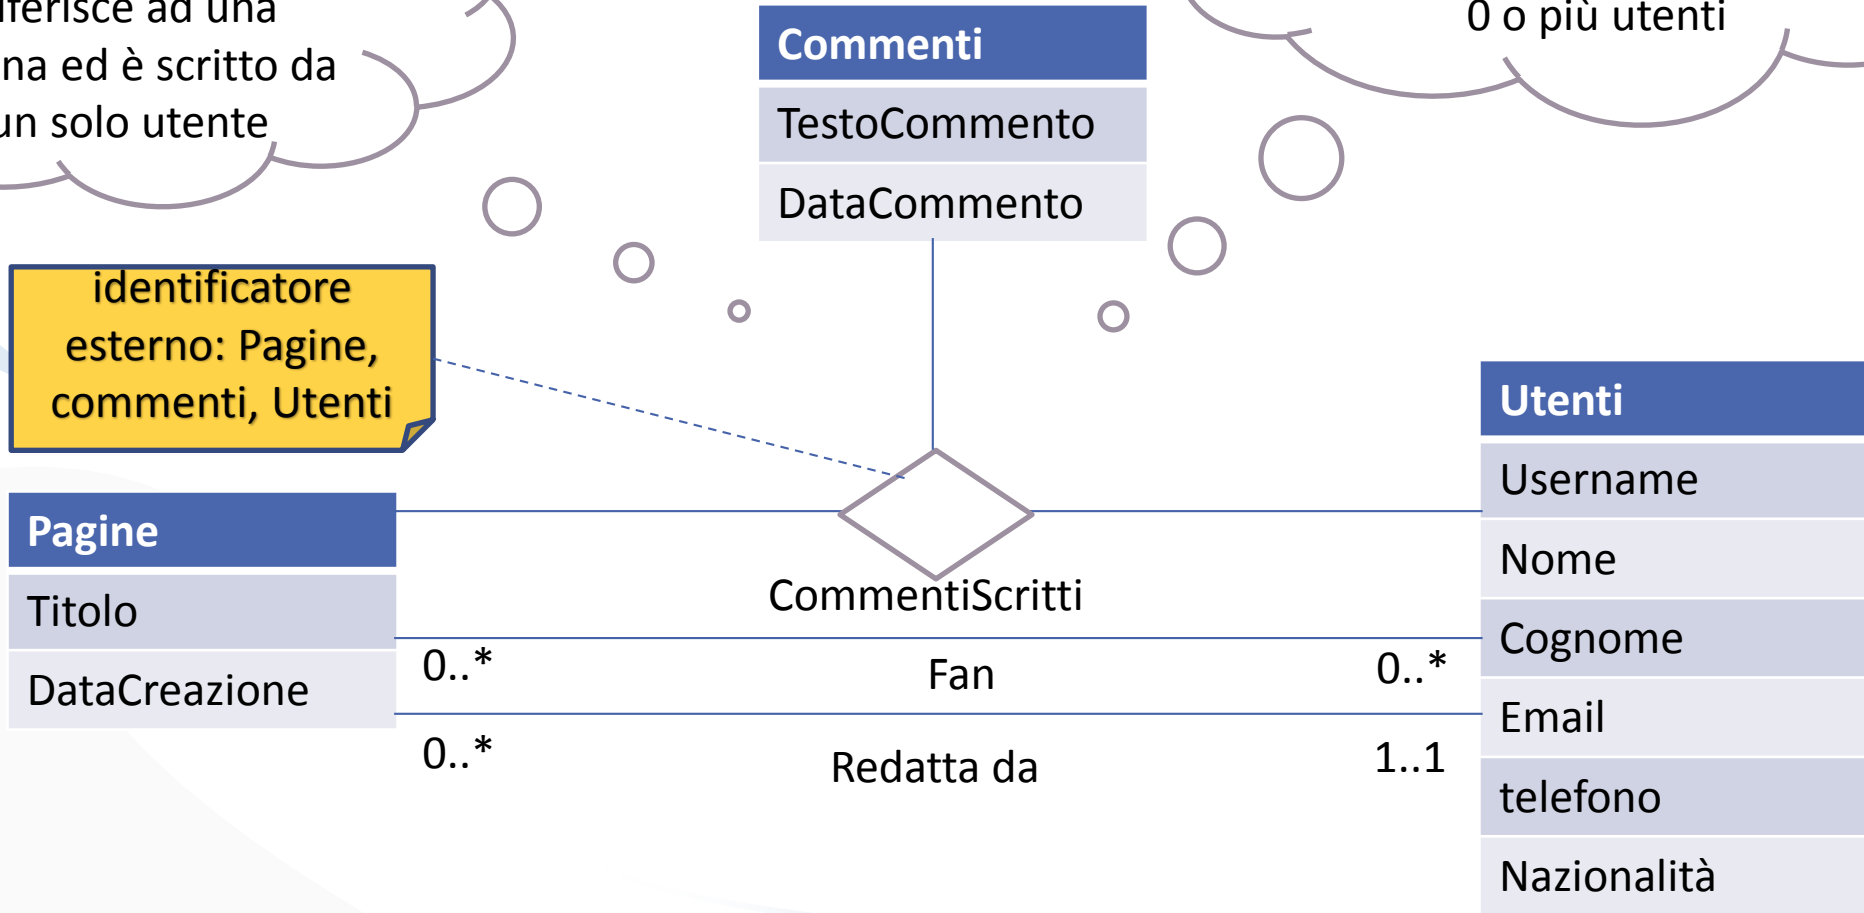 iferisce ad una
na ed è scritto da
un solo utente
0 o più utenti
Commenti
TestoCommento
DataCommento
identificatore
esterno: Pagine,
commenti, Utenti
Pagine
Titolo
DataCreazione
CommentiScritti
0..*
Fan
0..*
0..*
Redatta da
1..1
Utenti
Username
Nome
Cognome
Email
telefono
Nazionalità